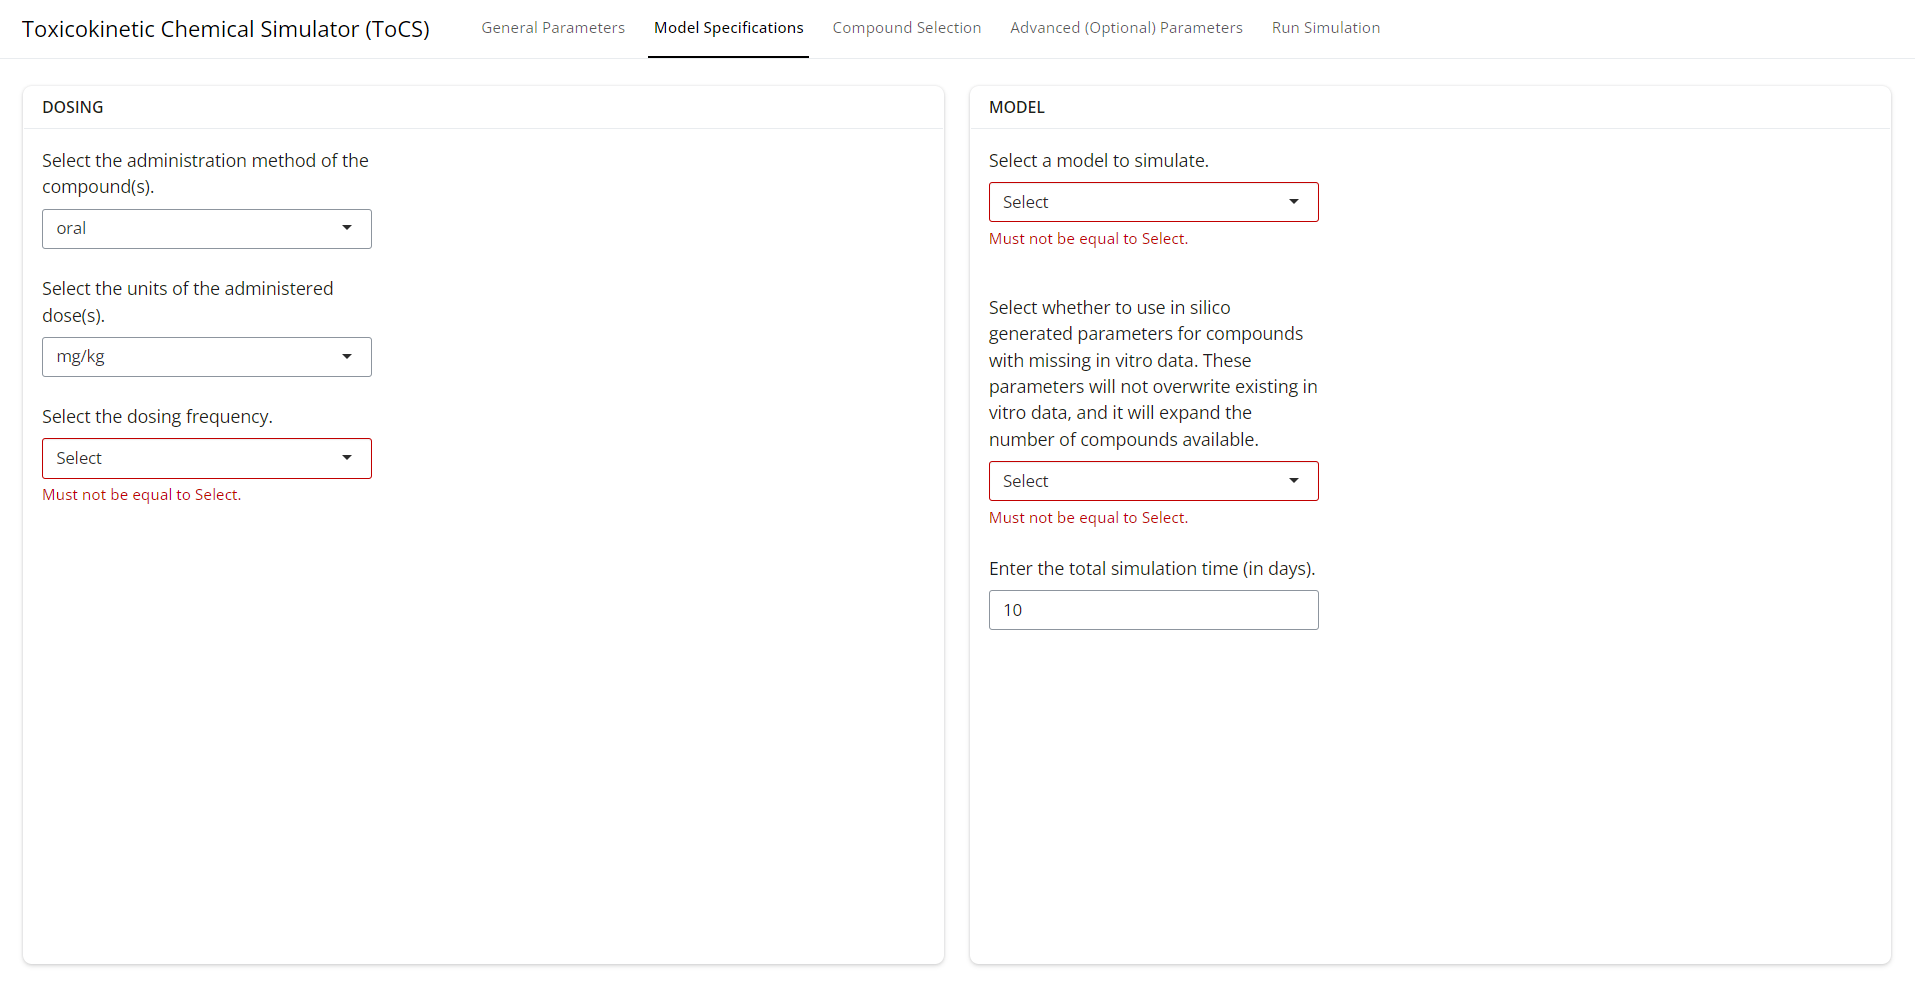 Toxicokinetic Chemical Simulator (ToCS)
General Parameters
Model Specifications
Compound Selection
Advanced (Optional) Parameters
Run Simulation
DOSING
Select the administration method of the
compound(s).
oral
Select the units of the administered
dose(s).
mg/kg
Select the dosing frequency.
Select
Must not be equal to Select.
MODEL
Select a model to simulate.
Select
Must not be equal to Select.
Select whether to use in silico
generated parameters for compounds
with missing in vitro data. These
parameters will not overwrite existing in
vitro data, and it will expand the
number of compounds available.
Select
Must not be equal to Select.
Enter the total simulation time (in days).
10